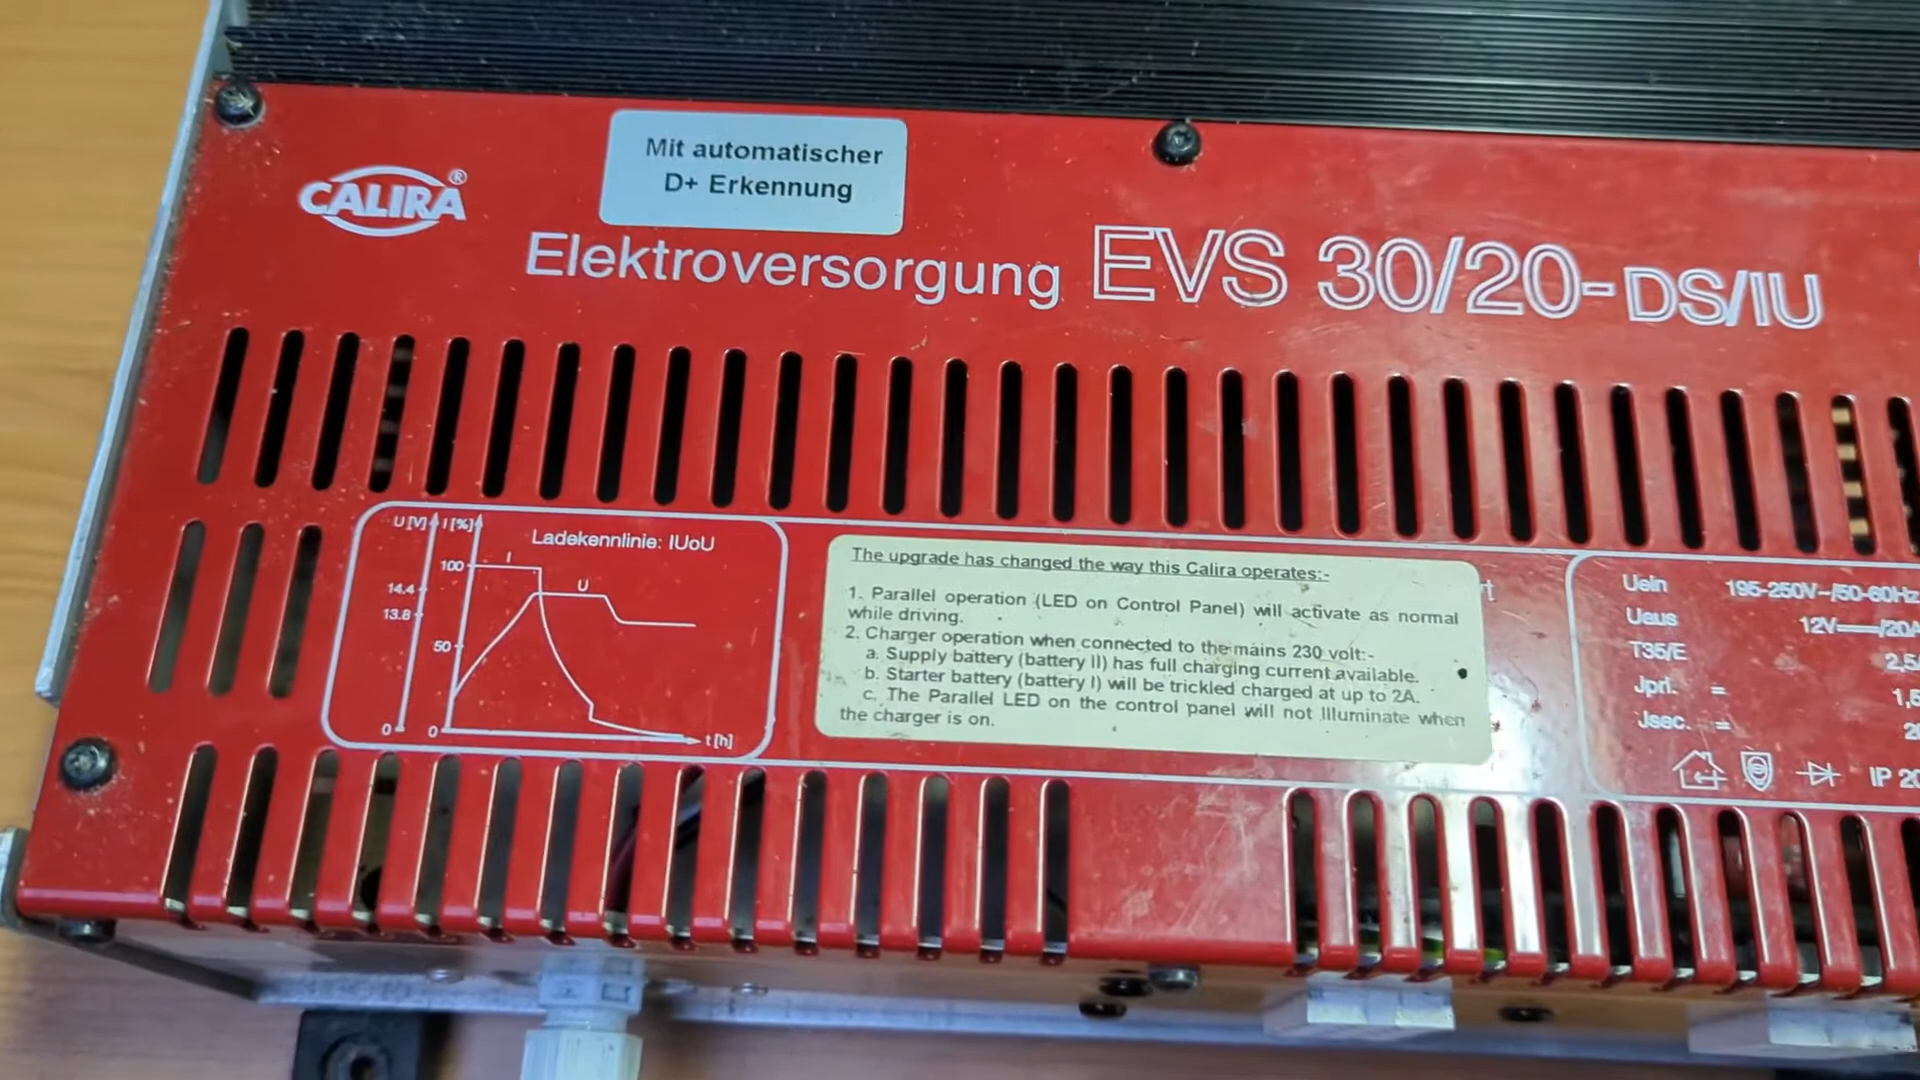 Mit automatischer
D+ Erkennung
CALIRA®
Elektroversorgung EVS 30/20-DS/IU
U [V] I [%]
Ladekennlinie: IUoU
100
I
U
14.4
13.8
50
0
0
t [h]
The upgrade has changed the way this Calira operates:-
1. Parallel operation (LED on Control Panel) will activate as normal
while driving.
2. Charger operation when connected to the mains 230 volt:-
a. Supply battery (battery II) has full charging current available.
b. Starter battery (battery I) will be trickled charged at up to 2A.
c. The Parallel LED on the control panel will not Illuminate when
the charger is on.
Uein 195-250V~/50-60Hz
Uaus 12V /20A
T35/E 2,5
Jpri. =
Jsec. =
IP 20